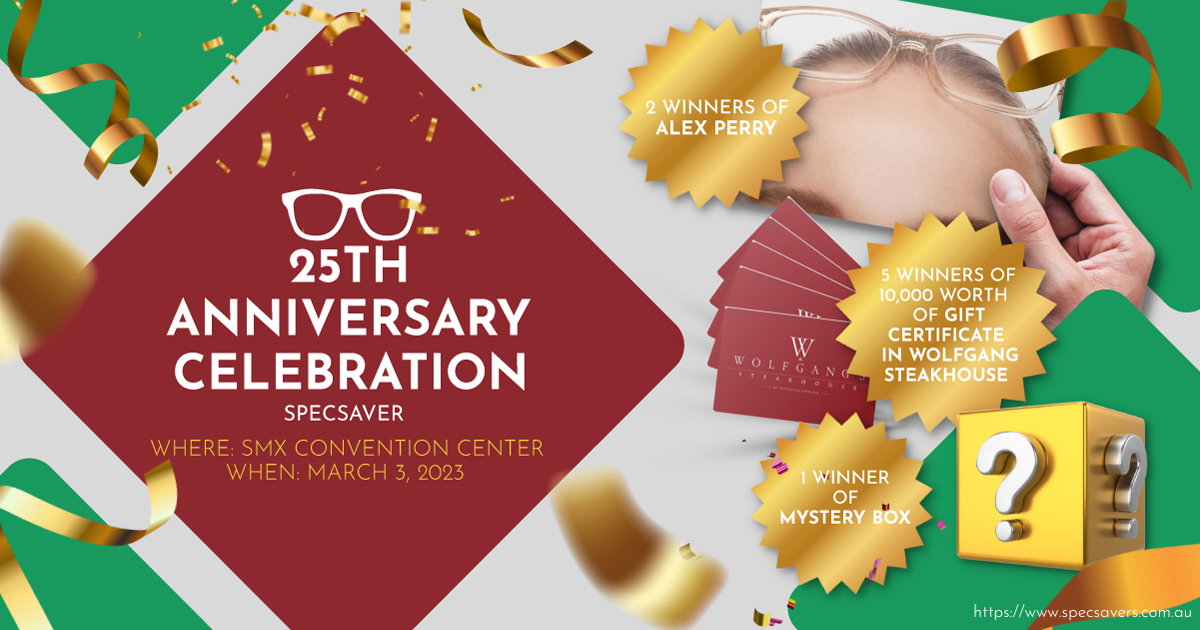 25TH
ANNIVERSARY
CELEBRATION
SPECSAVER
WHERE: SMX CONVENTION CENTER
WHEN: MARCH 3, 2023
2 WINNERS OF
ALEX PERRY
5 WINNERS OF
10,000 WORTH
OF GIFT
CERTIFICATE
IN WOLFGANG
STEAKHOUSE
W
WOLFGANG'S
STEAKHOUSE
1 WINNER
OF
MYSTERY BOX
?
?
https://www.specsavers.com.au